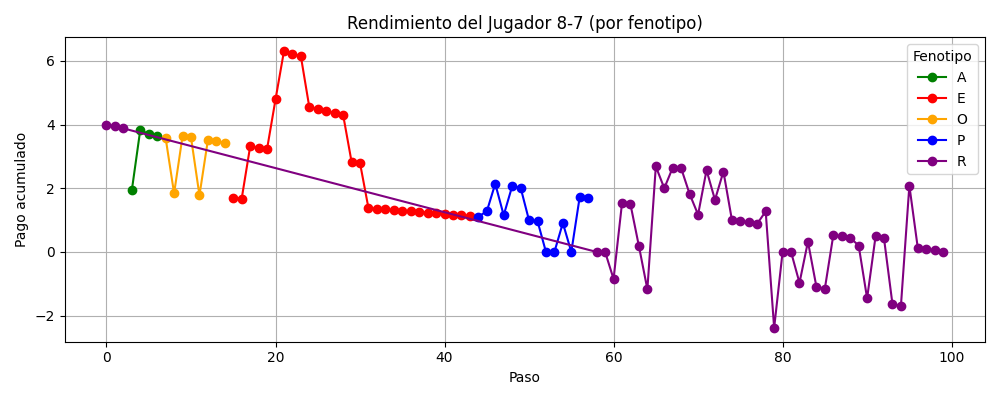 Rendimiento del Jugador 8-7 (por fenotipo)
Pago acumulado
6
4
2
0
−2
Fenotipo
A
E
O
P
R
0 20 40 60 80 100
Paso